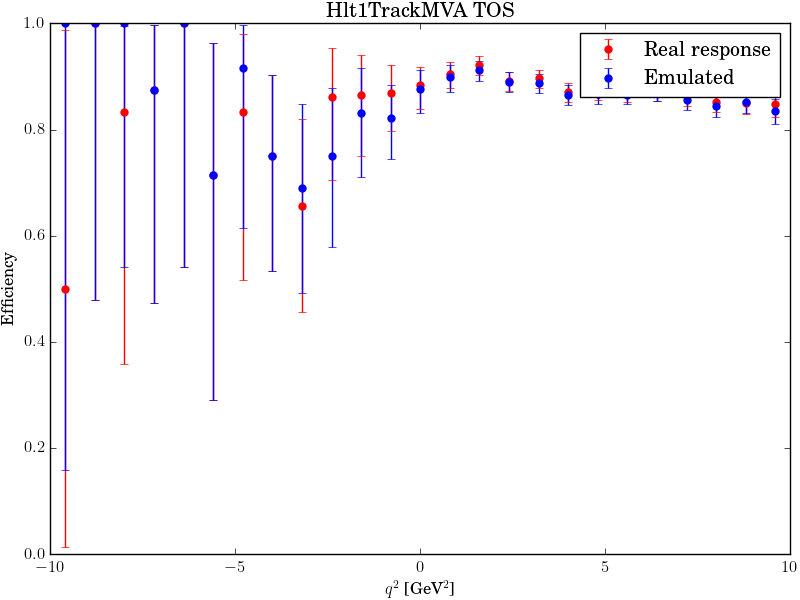 Hlt1TrackMVA TOS
Real response
Emulated
Efficiency
1.0
0.8
0.6
0.4
0.2
0.0
−10
−5
0
5
10
q² [GeV²]